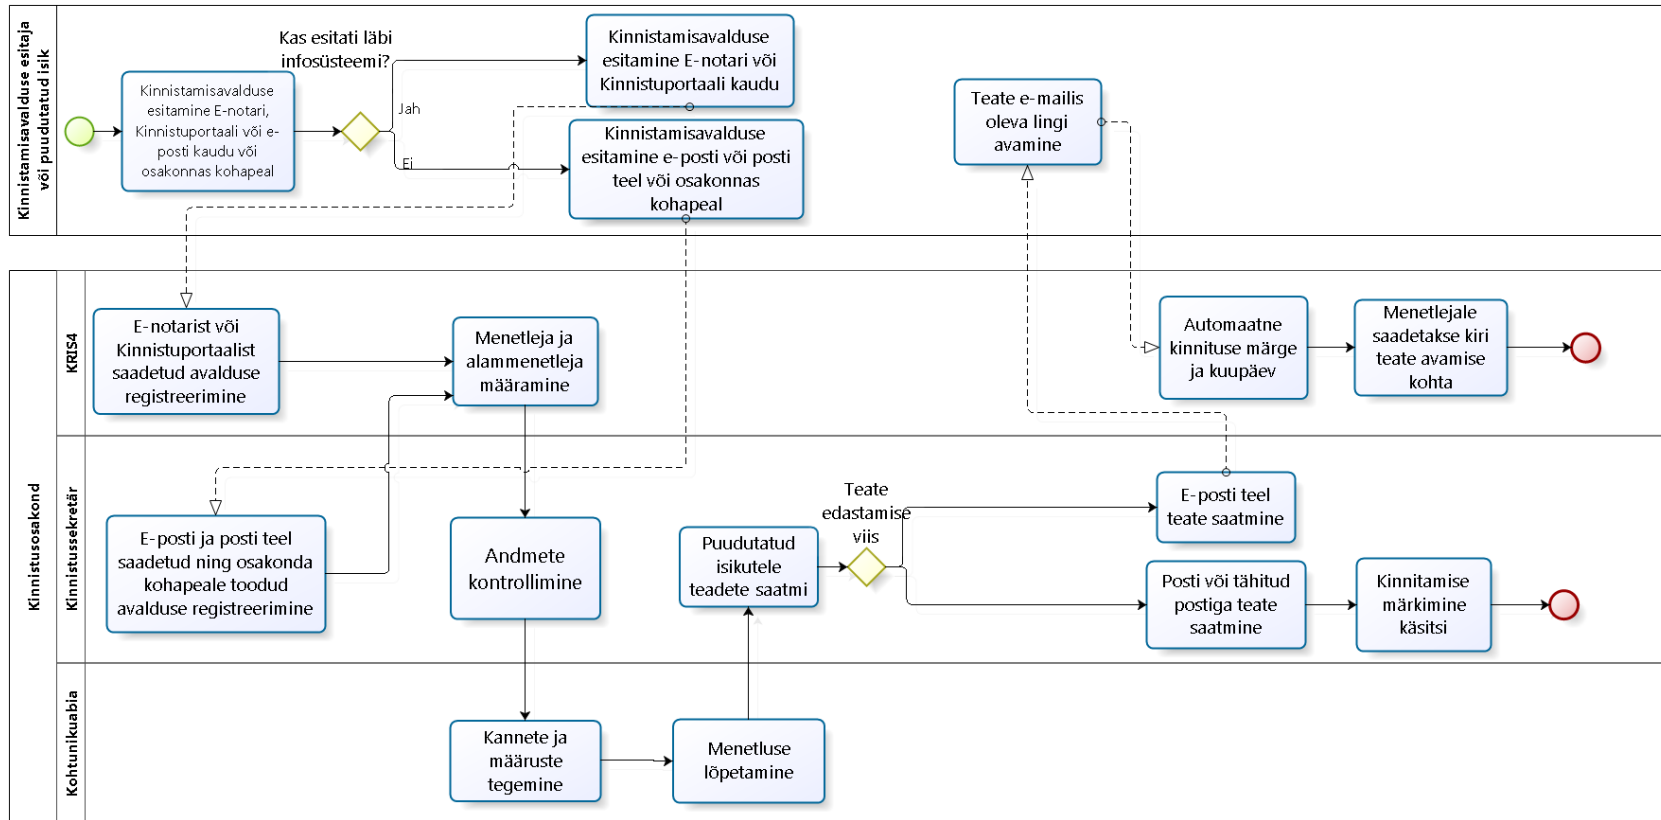 Kinnistamisavalduse esitaja
või puudutatud isik
Kinnistamisavalduse
esitamine E-notari,
Kinnistuportaali või e-
posti kaudu või
osakonnas kohapeal
Kas esitati läbi
infosüsteemi?
Jah
Ei
Kinnistamisavalduse
esitamine E-notari või
Kinnistuportaali kaudu
Kinnistamisavalduse
esitamine e-posti või posti
teel või osakonnas
kohapeal
Teate e-mailis
oleva lingi
avamine
Kinnistusosakond
KRIS4
E-notarist või
Kinnistuportaalist
saadetud avalduse
registreerimine
Menetleja ja
alammenetleja
määramine
Automaatne
kinnituse märge
ja kuupäev
Menetlejale
saadetakse kiri
teate avamise
kohta
Kinnistussekretär
E-posti ja posti teel
saadetud ning osakonda
kohapeale toodud
avalduse registreerimine
Andmete
kontrollimine
Puudutatud
isikutele
teadete saatmi
Teate
edastamise
viis
E-posti teel
teate saatmine
Posti või tähitud
postiga teate
saatmine
Kinnitamise
märkimine
käsitsi
Kohtunikuabia
Kannete ja
määruste
tegemine
Menetluse
lõpetamine